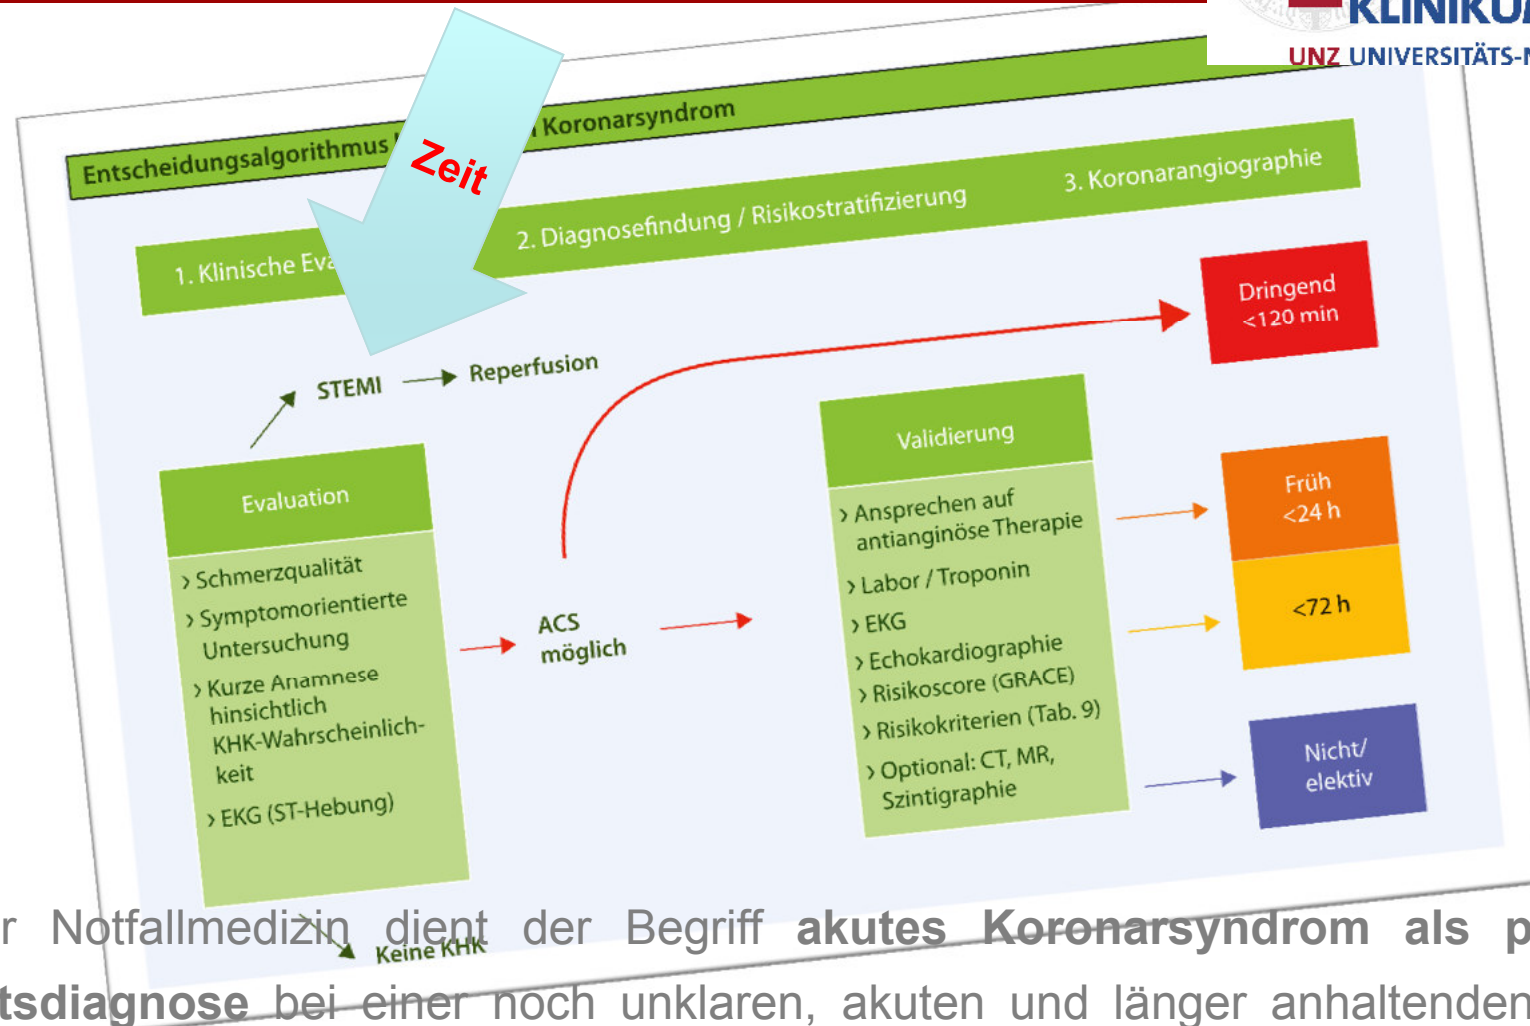 KLINIKUM
UNZ UNIVERSITÄTS-
Entscheidungsalgorithmus Koronarsyndrom
Zeit
1. Klinische
2. Diagnosefindung / Risikostratifizierung
3. Koronarangiographie
Dringend
<120 min
STEMI
Reperfusion
Evaluation
› Schmerzqualität
› Symptomorientierte
Untersuchung
› Kurze Anamnese
hinsichtlich
KHK-Wahrscheinlich-
keit
› EKG (ST-Hebung)
ACS
möglich
Validierung
› Ansprechen auf
antianginöse Therapie
› Labor / Troponin
› EKG
› Echokardiographie
› Risikoscore (GRACE)
› Risikokriterien (Tab. 9)
› Optional: CT, MR,
Szintigraphie
Früh
<24 h
<72 h
Nicht/
elektiv
Keine KHK
r Notfallmedizin dient der Begriff akutes Koronarsyndrom als p
tsdiagnose bei einer noch unklaren, akuten und länger anhaltenden